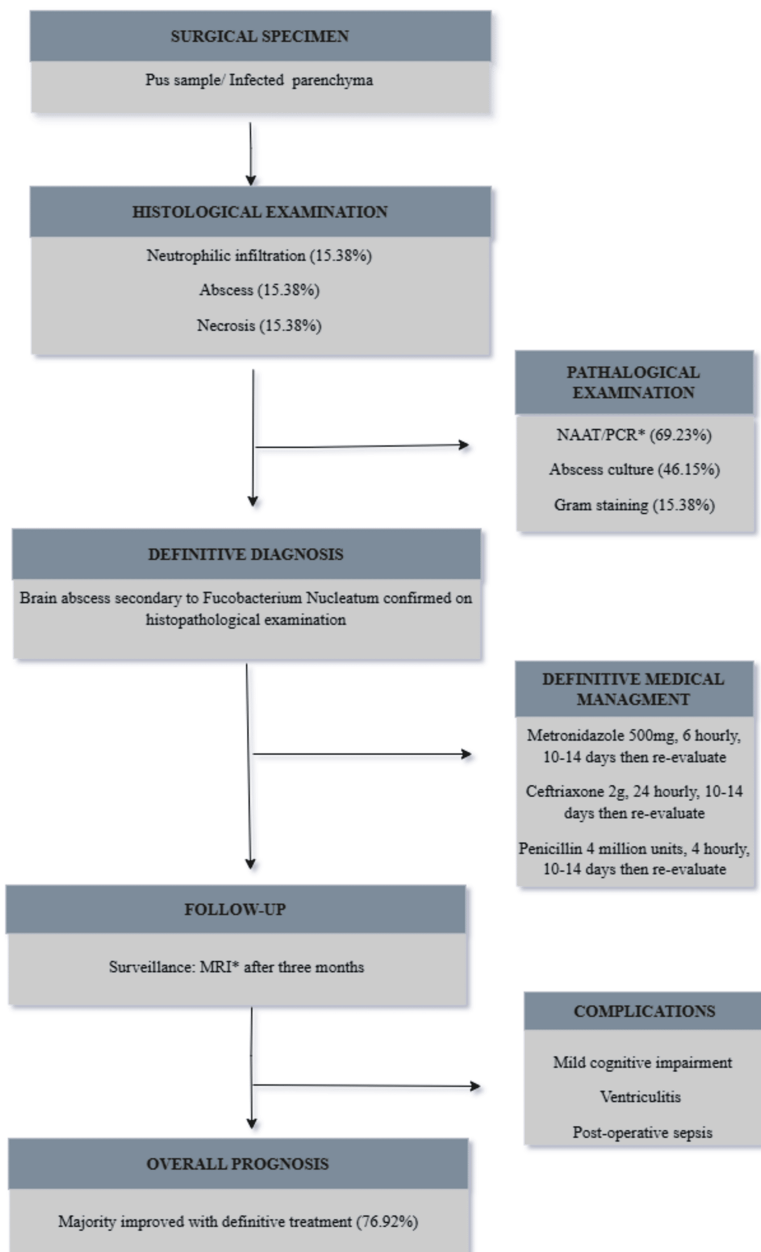 SURGICAL SPECIMEN
Pus sample/ Infected parenchyma
HISTOLOGICAL EXAMINATION
Neutrophilic infiltration (15.38%)
Abscess (15.38%)
Necrosis (15.38%)
PATHALOGICAL
EXAMINATION
NAAT/PCR* (69.23%)
Abscess culture (46.15%)
Gram staining (15.38%)
DEFINITIVE DIAGNOSIS
Brain abscess secondary to Fucobacterium Nucleatum confirmed on
histopathological examination
DEFINITIVE MEDICAL
MANAGMENT
Metronidazole 500mg, 6 hourly,
10-14 days then re-evaluate
Ceftriaxone 2g, 24 hourly, 10-14
days then re-evaluate
Penicillin 4 million units, 4 hourly,
10-14 days then re-evaluate
FOLLOW-UP
Surveillance: MRI* after three months
COMPLICATIONS
Mild cognitive impairment
Ventriculitis
Post-operative sepsis
OVERALL PROGNOSIS
Majority improved with definitive treatment (76.92%)